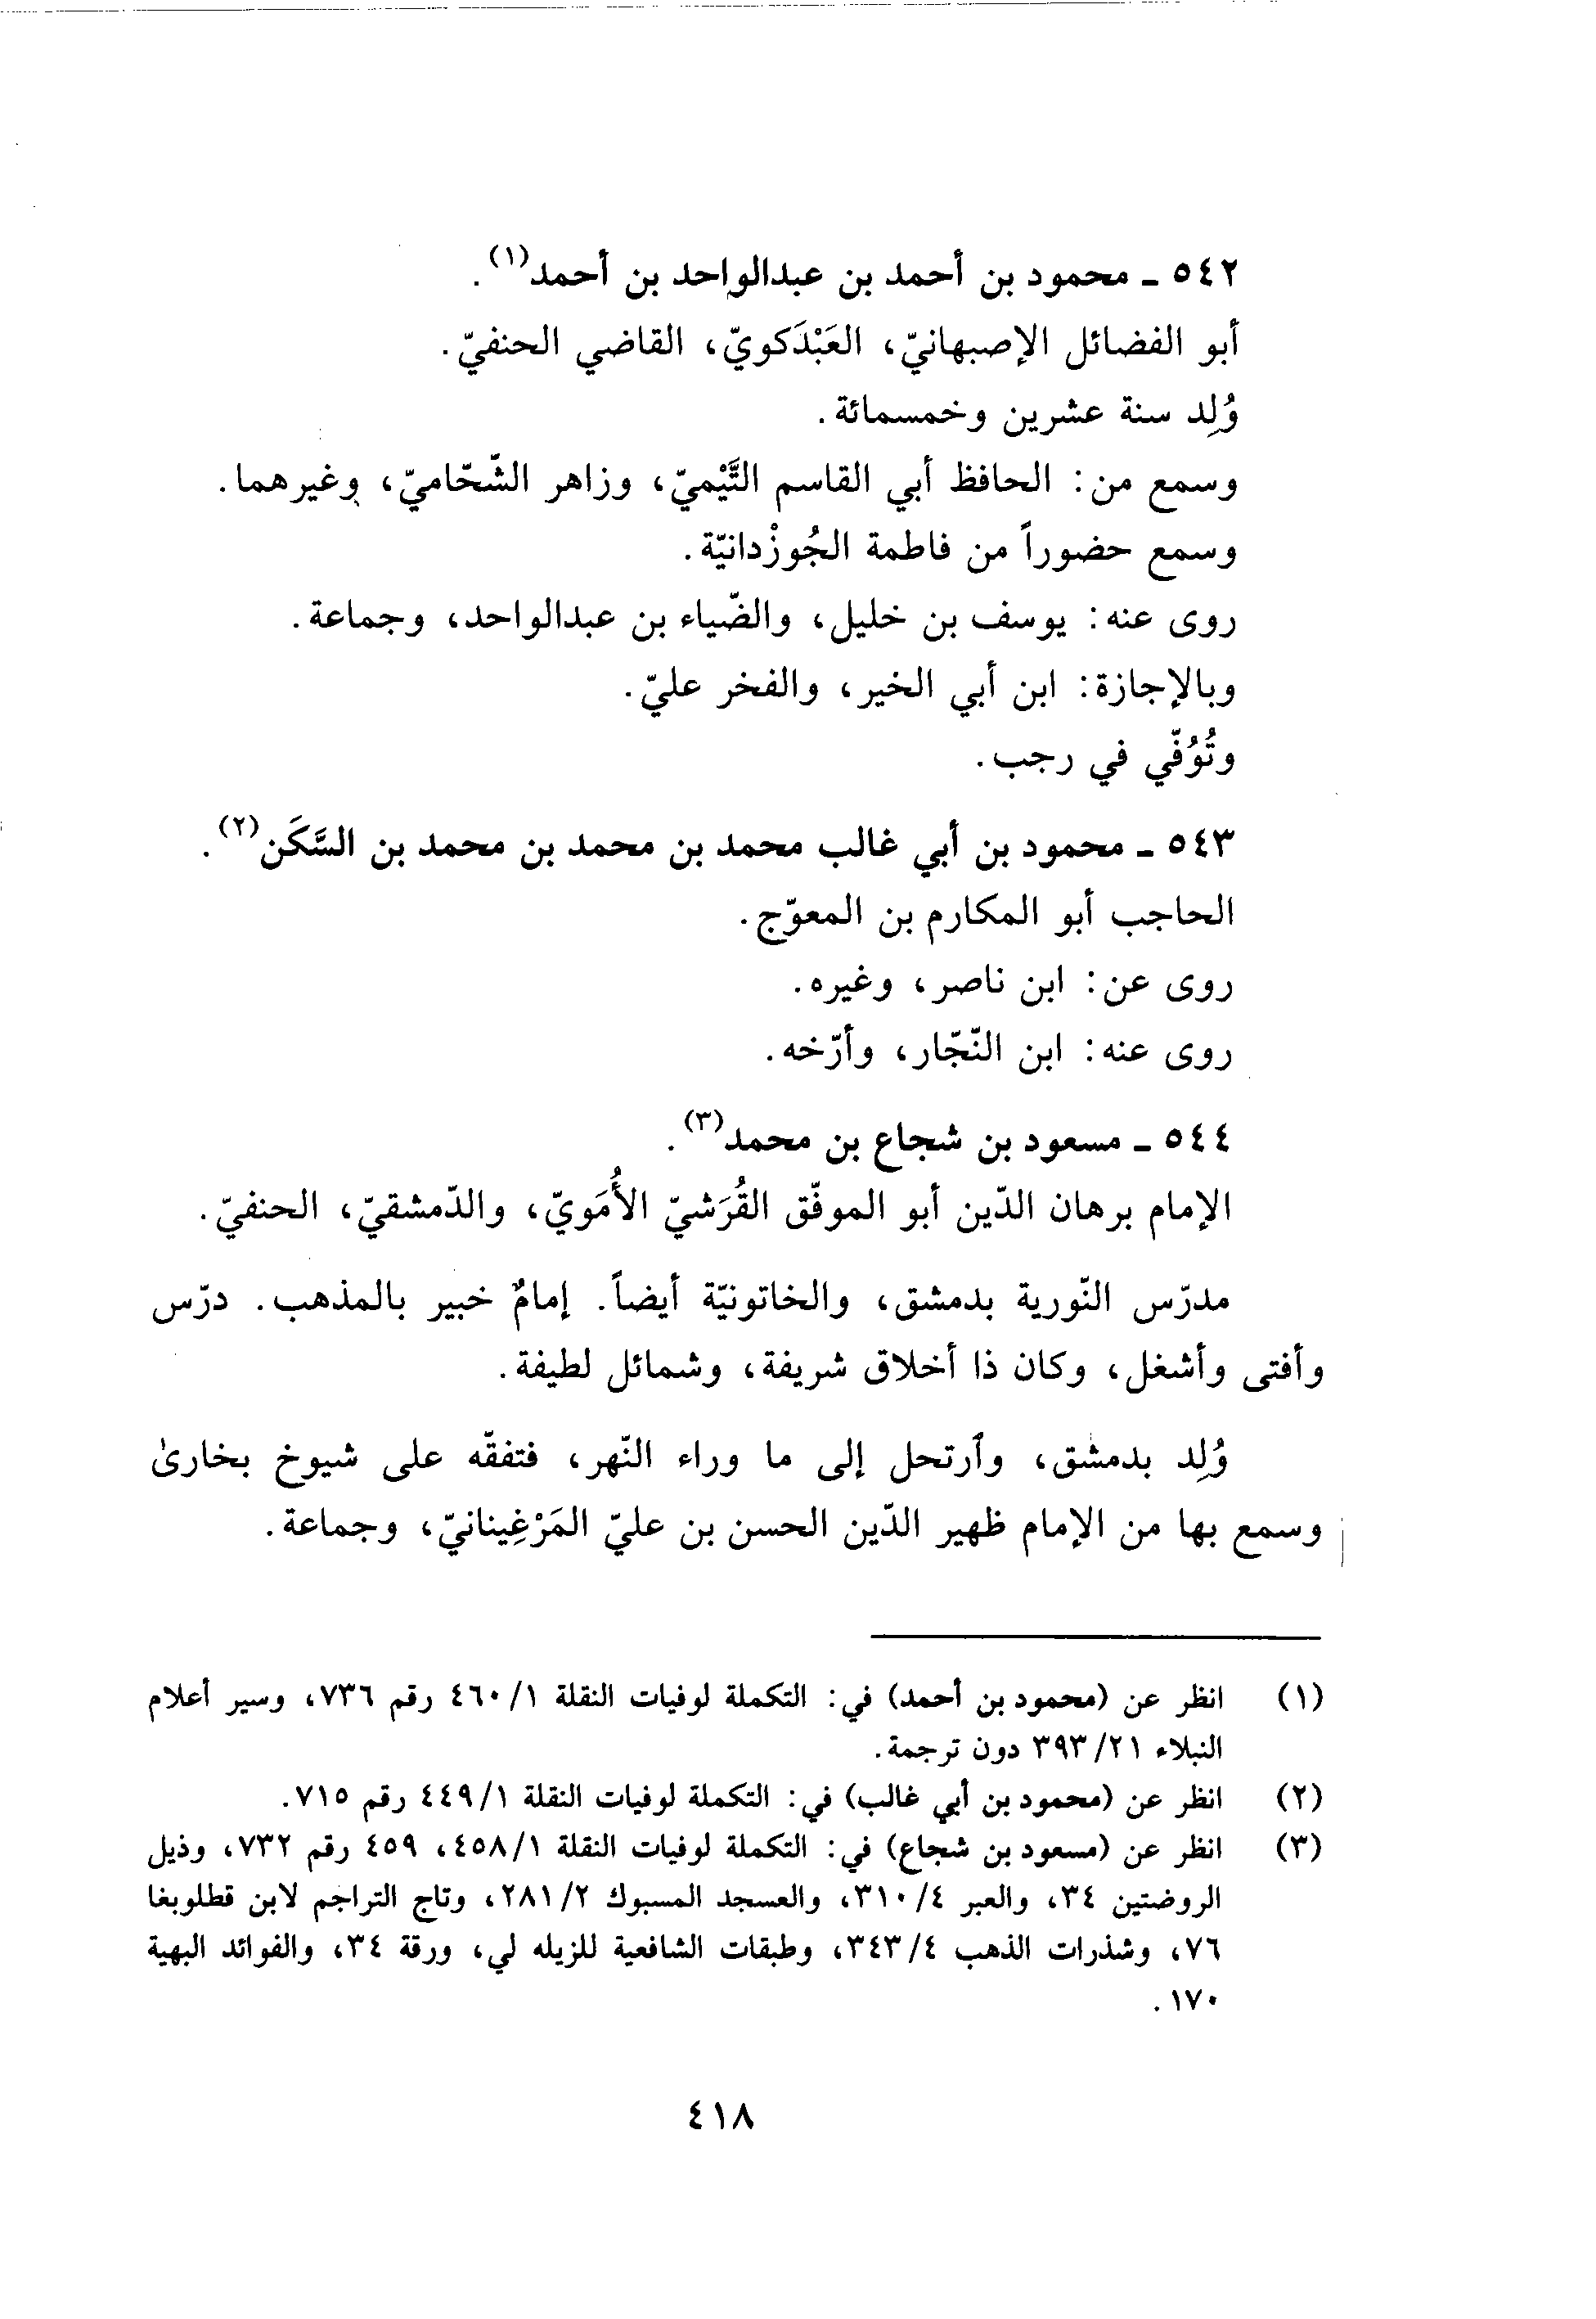 ٥٤٢ ـ محمود بن أحمد بن عبدالواحد بن أحمد(١).
أبو الفضائل الإصبهانيّ، العَبْدَكويّ، القاضي الحنفيّ.
وُلِد سنة عشرين وخمسمائة.
وسمع من: الحافظ أبي القاسم التَّيْميّ، وزاهر الشّحّاميّ، وغيرهما.
وسمع حضوراً من فاطمة الجُوزْدانيّة.
روى عنه: يوسف بن خليل، والضّياء بن عبدالواحد، وجماعة.
وبالإجازة: ابن أبي الخير، والفخر عليّ.
وتُوُفّي في رجب.
٥٤٣ ـ محمود بن أبي غالب محمد بن محمد بن محمد بن السَّكَن(٢).
الحاجب أبو المكارم بن المعوّج.
روى عن: ابن ناصر، وغيره.
روى عنه: ابن النّجّار، وأرّخه.
٥٤٤ ـ مسعود بن شجاع بن محمد(٣).
الإمام برهان الدّين أبو الموفّق القُرَشيّ الأُمَويّ، والدّمشقيّ، الحنفيّ.
مدرّس النّورية بدمشق، والخاتونيّة أيضاً. إمامٌ خبير بالمذهب. درّس
وأفتى وأشغل، وكان ذا أخلاق شريفة، وشمائل لطيفة.
وُلِد بدمشق، وٱرتحل إلى ما وراء النّهر، فتفقّه على شيوخ بخارىٰ
وسمع بها من الإمام ظهير الدّين الحسن بن عليّ المَرْغِينانيّ، وجماعة.
(١) انظر عن (محمود بن أحمد) في: التكملة لوفيات النقلة ١/ ٤٦٠ رقم ٧٣٦، وسير أعلام
النبلاء ٢١/ ٣٩٣ دون ترجمة.
(٢) انظر عن (محمود بن أبي غالب) في: التكملة لوفيات النقلة ١/ ٤٤٩ رقم ٧١٥.
(٣) انظر عن (مسعود بن شجاع) في: التكملة لوفيات النقلة ١/ ٤٥٨، ٤٥٩ رقم ٧٣٢، وذيل
الروضتين ٣٤، والعبر ٤/ ٣١٠، والعسجد المسبوك ٢/ ٢٨١، وتاج التراجم لابن قطلوبغا
٧٦، وشذرات الذهب ٤/ ٣٤٣، وطبقات الشافعية للزيله لي، ورقة ٣٤، والفوائد البهية
١٧٠.
٤١٨